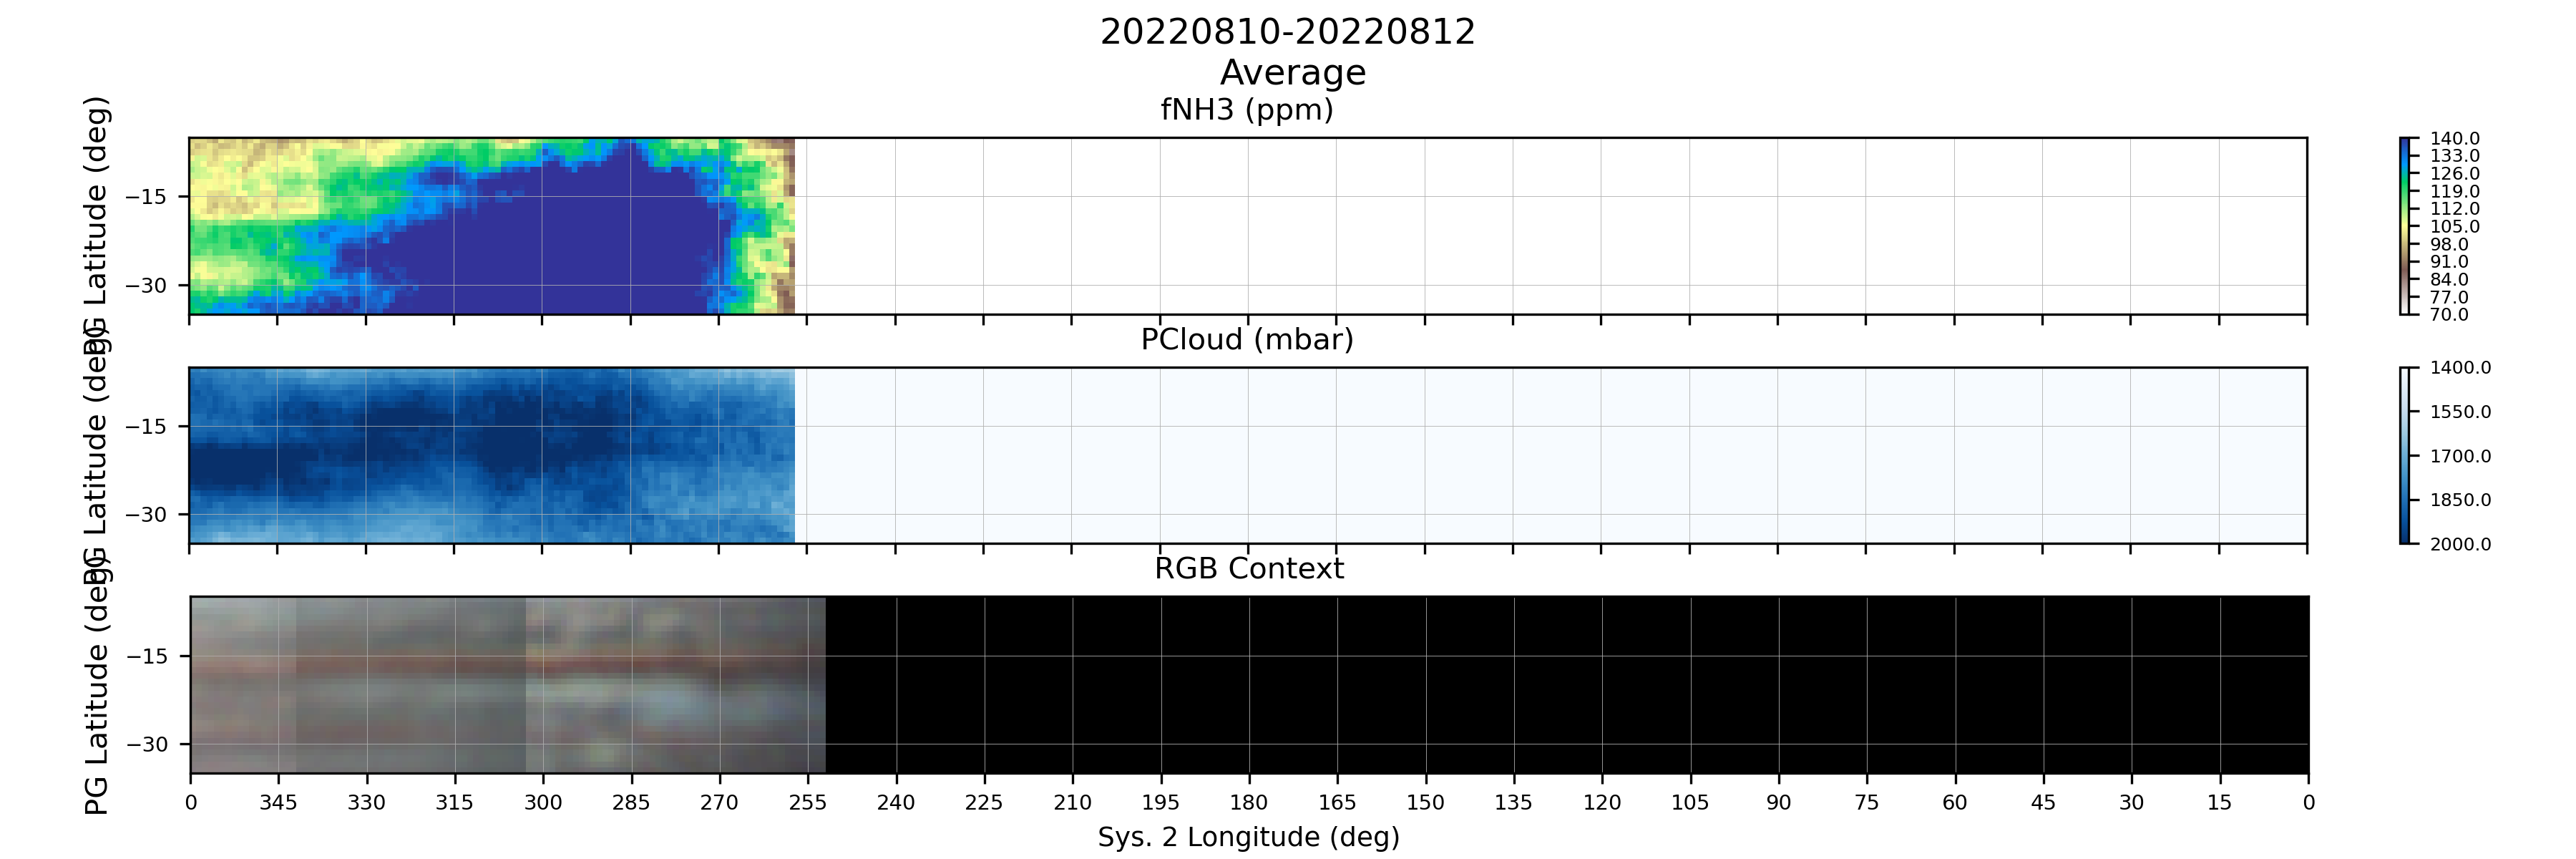 20220810-20220812
Average
fNH3 (ppm)
PG Latitude (deg)
−15
−30
140.0
133.0
126.0
119.0
112.0
105.0
98.0
91.0
84.0
77.0
70.0
PCloud (mbar)
PG Latitude (deg)
−15
−30
1400.0
1550.0
1700.0
1850.0
2000.0
RGB Context
PG Latitude (deg)
−15
−30
0 345 330 315 300 285 270 255 240 225 210 195 180 165 150 135 120 105 90 75 60 45 30 15 0
Sys. 2 Longitude (deg)